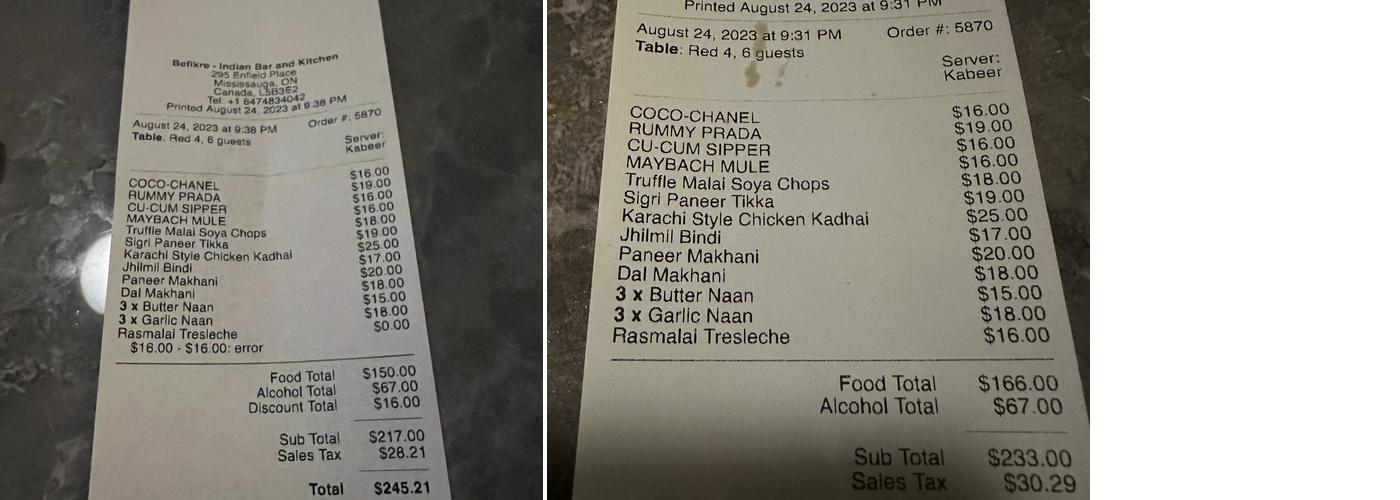 Befikre - Indian Bar and Kitchen
295 Enfield Place
Mississauga, ON
Canada, L5B3E2
Tel. +1 6474834042
Printed August 24, 2023 at 9:38 PM
August 24, 2023 at 9:38 PM Order #: 5870
Table: Red 4, 6 guests Server:
Kabeer
COCO-CHANEL $16.00
RUMMY PRADA $19.00
CU-CUM SIPPER $16.00
MAYBACH MULE $16.00
Truffle Malai Soya Chops $18.00
Sigri Paneer Tikka $19.00
Karachi Style Chicken Kadhai $25.00
Jhilmil Bindi $17.00
Paneer Makhani $20.00
Dal Makhani $18.00
3 x Butter Naan $15.00
3 x Garlic Naan $18.00
Rasmalai Tresleche $0.00
$16.00 - $16.00: error
Food Total $150.00
Alcohol Total $67.00
Discount Total $16.00
Sub Total $217.00
Sales Tax $28.21
Total $245.21
Printed August 24, 2023 at 9:31 PM
August 24, 2023 at 9:31 PM Order #: 5870
Table: Red 4, 6 guests Server:
Kabeer
COCO-CHANEL $16.00
RUMMY PRADA $19.00
CU-CUM SIPPER $16.00
MAYBACH MULE $16.00
Truffle Malai Soya Chops $18.00
Sigri Paneer Tikka $19.00
Karachi Style Chicken Kadhai $25.00
Jhilmil Bindi $17.00
Paneer Makhani $20.00
Dal Makhani $18.00
3 x Butter Naan $15.00
3 x Garlic Naan $18.00
Rasmalai Tresleche $16.00
Food Total $166.00
Alcohol Total $67.00
Sub Total $233.00
Sales Tax $30.29